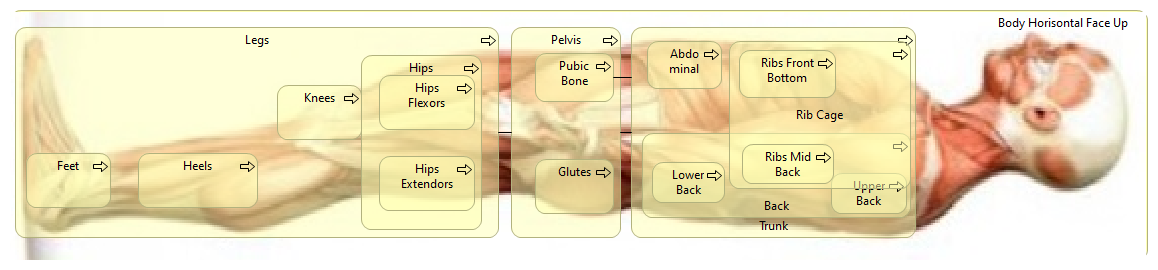 Body Horisontal Face Up
Legs
Pelvis
Hips
Hips
Flexors
Knees
Pubic
Bone
Abdo
minal
Ribs Front
Bottom
Rib Cage
Feet
Heels
Hips
Extendors
Glutes
Lower
Back
Ribs Mid
Back
Upper
Back
Back
Trunk